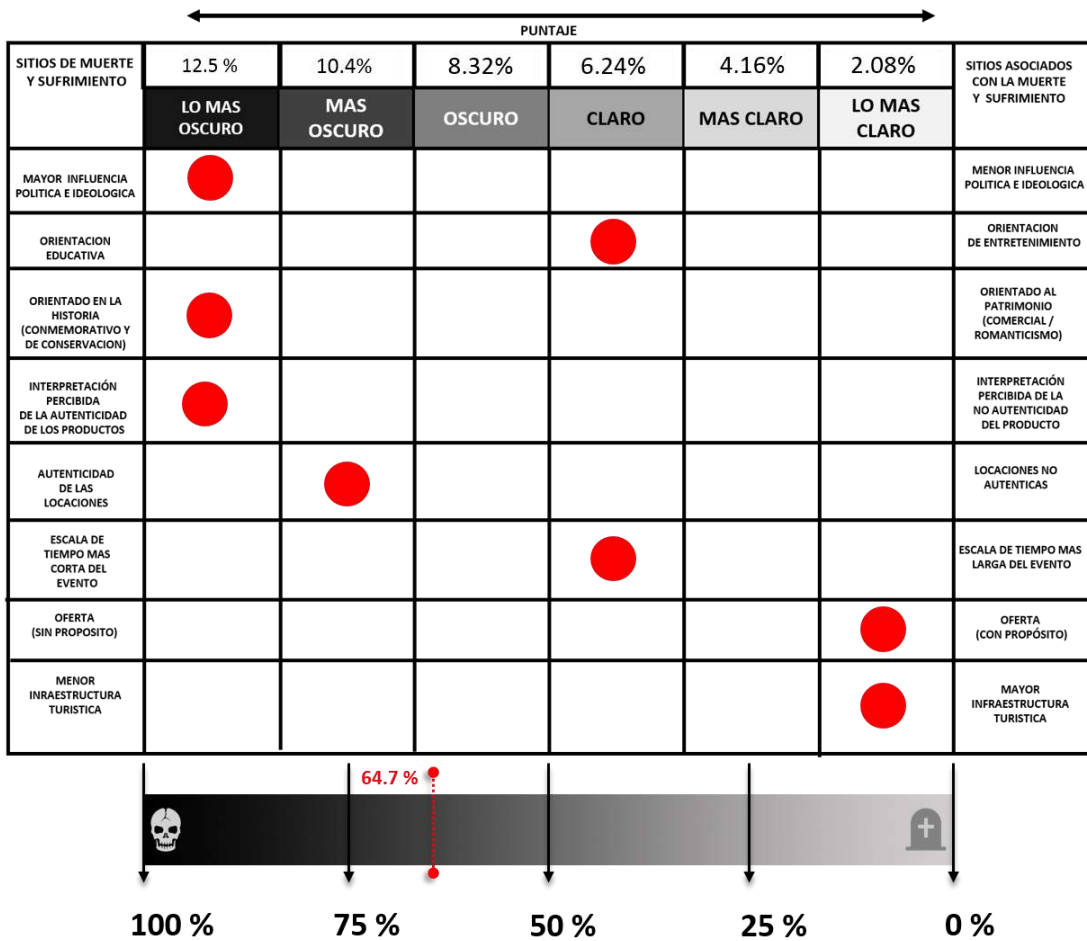 PUNTAJE
SITIOS DE MUERTE
Y SUFRIMIENTO
12.5 %
10.4%
8.32%
6.24%
4.16%
2.08%
SITIOS ASOCIADOS
CON LA MUERTE
Y SUFRIMIENTO
LO MAS
OSCURO
MAS
OSCURO
OSCURO
CLARO
MAS CLARO
LO MAS
CLARO
MAYOR INFLUENCIA
POLITICA E IDEOLOGICA
MENOR INFLUENCIA
POLITICA E IDEOLOGICA
ORIENTACION
EDUCATIVA
ORIENTACION
DE ENTRETENIMIENTO
ORIENTADO EN LA
HISTORIA
(CONMEMORATIVO Y
DE CONSERVACION)
ORIENTADO AL
PATRIMONIO
(COMERCIAL /
ROMANTICISMO)
INTERPRETACIÓN
PERCIBIDA
DE LA AUTENTICIDAD
DE LOS PRODUCTOS
INTERPRETACIÓN
PERCIBIDA DE LA
NO AUTENTICIDAD
DEL PRODUCTO
AUTENTICIDAD
DE LAS
LOCACIONES
LOCACIONES NO
AUTENTICAS
ESCALA DE
TIEMPO MAS
CORTA DEL
EVENTO
ESCALA DE TIEMPO MAS
LARGA DEL EVENTO
OFERTA
(SIN PROPOSITO)
OFERTA
(CON PROPÓSITO)
MENOR
INRAESTRUCTURA
TURISTICA
MAYOR
INFRAESTRUCTURA
TURISTICA
64.7 %
100 %
75 %
50 %
25 %
0 %